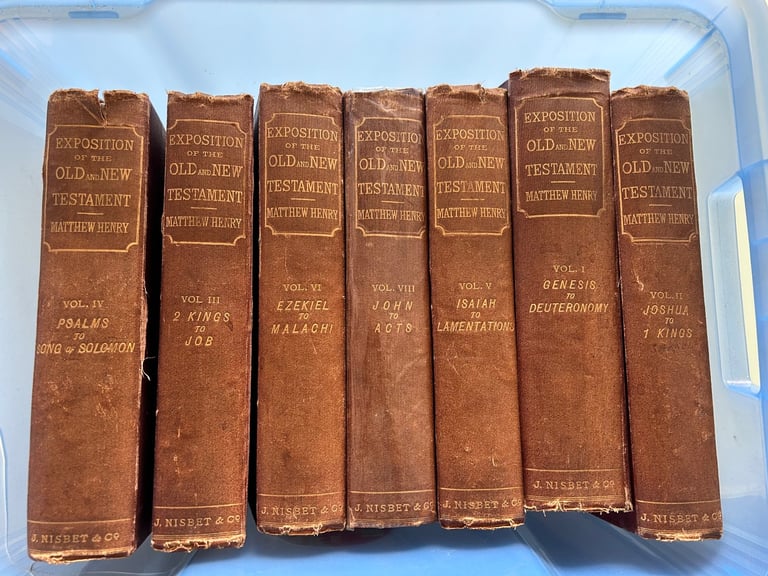 EXPOSITION
OF THE
OLD AND NEW
TESTAMENT
MATTHEW HENRY
VOL. IV
PSALMS
TO
SONG OF SOLOMON
J. NISBET & CO
EXPOSITION
OF THE
OLD AND NEW
TESTAMENT
MATTHEW HENRY
VOL. III
2 KINGS
TO
JOB
J. NISBET & CO
EXPOSITION
OF THE
OLD AND NEW
TESTAMENT
MATTHEW HENRY
VOL. VI
EZEKIEL
TO
MALACHI
J. NISBET & CO
EXPOSITION
OF THE
OLD AND NEW
TESTAMENT
MATTHEW HENRY
VOL. VIII
JOHN
TO
ACTS
J. NISBET & CO
EXPOSITION
OF THE
OLD AND NEW
TESTAMENT
MATTHEW HENRY
VOL. V
ISAIAH
TO
LAMENTATIONS
J. NISBET & CO
EXPOSITION
OF THE
OLD AND NEW
TESTAMENT
MATTHEW HENRY
VOL. I
GENESIS
TO
DEUTERONOMY
J. NISBET & CO
EXPOSITION
OF THE
OLD AND NEW
TESTAMENT
MATTHEW HENRY
VOL. II
JOSHUA
TO
1 KINGS
J. NISBET & CO